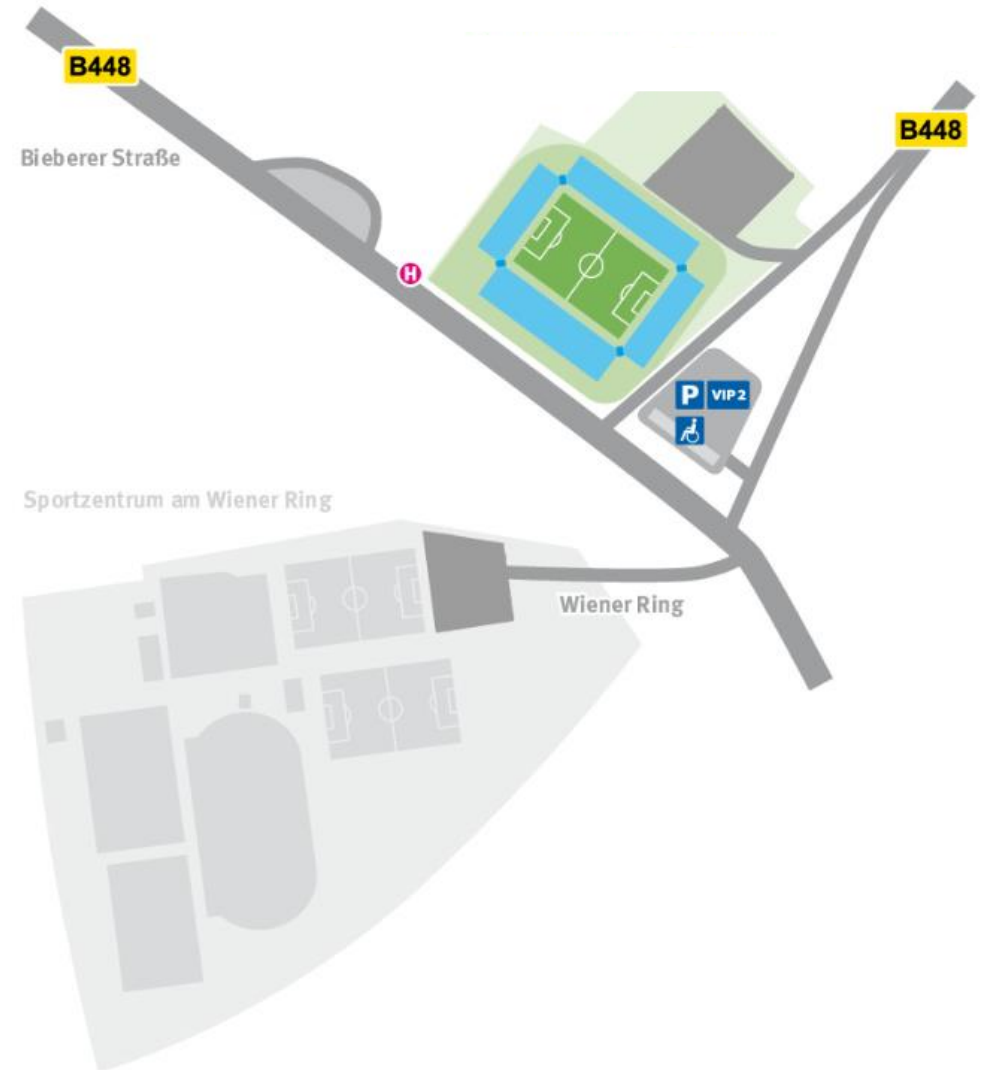 B448
B448
Bieberer Straße
H
P VIP 2
Sportzentrum am Wiener Ring
Wiener Ring